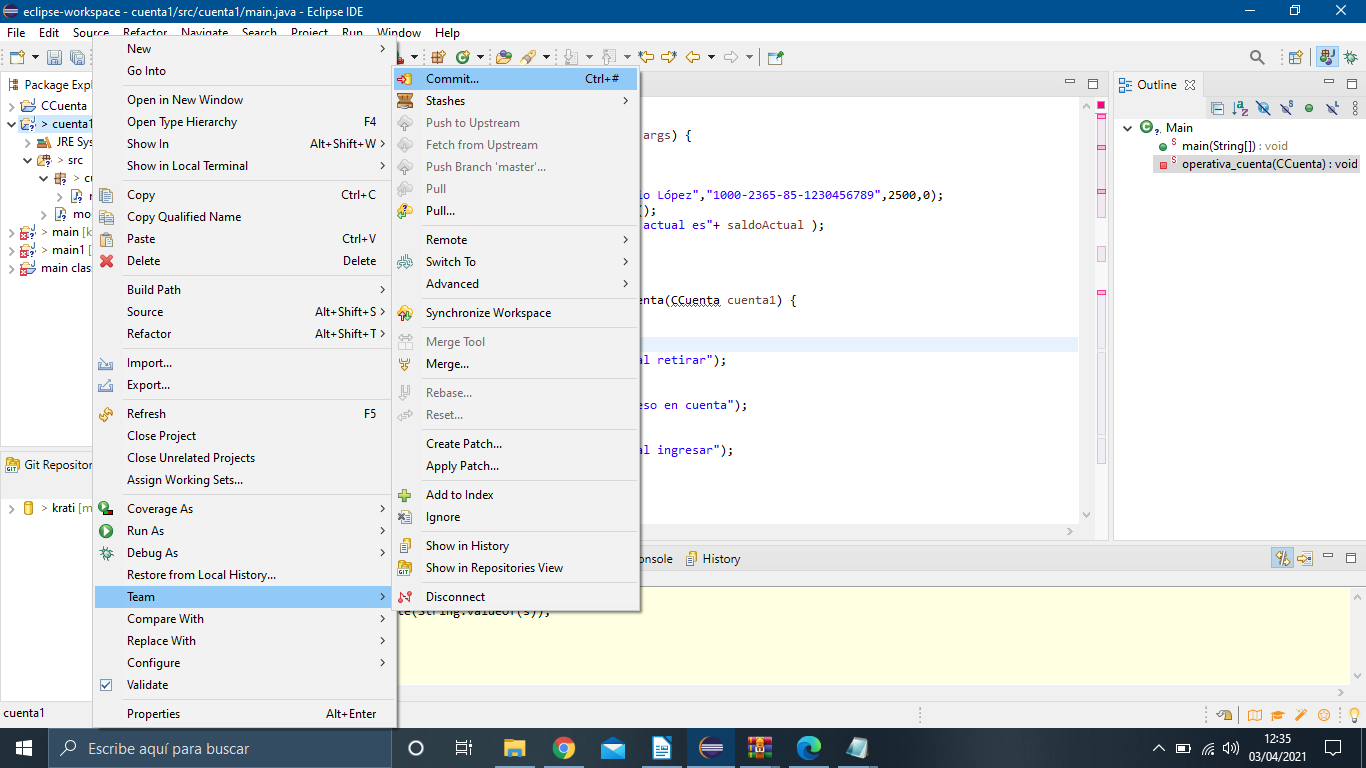 eclipse-workspace - cuenta1/src/cuenta1/main.java - Eclipse IDE
File Edit Source Refactor Navigate Search Project Run Window Help
Package Expl
CCuenta
> cuenta1
JRE Sys
> src
> cu
mo
> main [k
> main1 [
main clas
Git Repositor
> krati [m
New
Go Into
Open in New Window
Open Type Hierarchy F4
Show In Alt+Shift+W >
Show in Local Terminal
Copy Ctrl+C
Copy Qualified Name
Paste Ctrl+V
Delete Delete
Build Path
Source Alt+Shift+S >
Refactor Alt+Shift+T >
Import...
Export...
Refresh F5
Close Project
Close Unrelated Projects
Assign Working Sets...
Coverage As
Run As
Debug As
Restore from Local History...
Team
Compare With
Replace With
Configure
Validate
Properties Alt+Enter
Commit... Ctrl+#
Stashes
Push to Upstream
Fetch from Upstream
Push Branch 'master'...
Pull
Pull...
Remote
Switch To
Advanced
Synchronize Workspace
Merge Tool
Merge...
Rebase...
Reset...
Create Patch...
Apply Patch...
Add to Index
Ignore
Show in History
Show in Repositories View
Disconnect
args) {
lo López","1000-2365-85-1230456789",2500,0);
();
actual es"+ saldoActual );
enta(CCuenta cuenta1) {
al retirar");
eso en cuenta");
al ingresar");
Outline
Main
main(String[]) : void
operativa_cuenta(CCuenta) : void
onsole History
te(String.valueOf(s));
cuenta1
Escribe aquí para buscar
12:35
03/04/2021